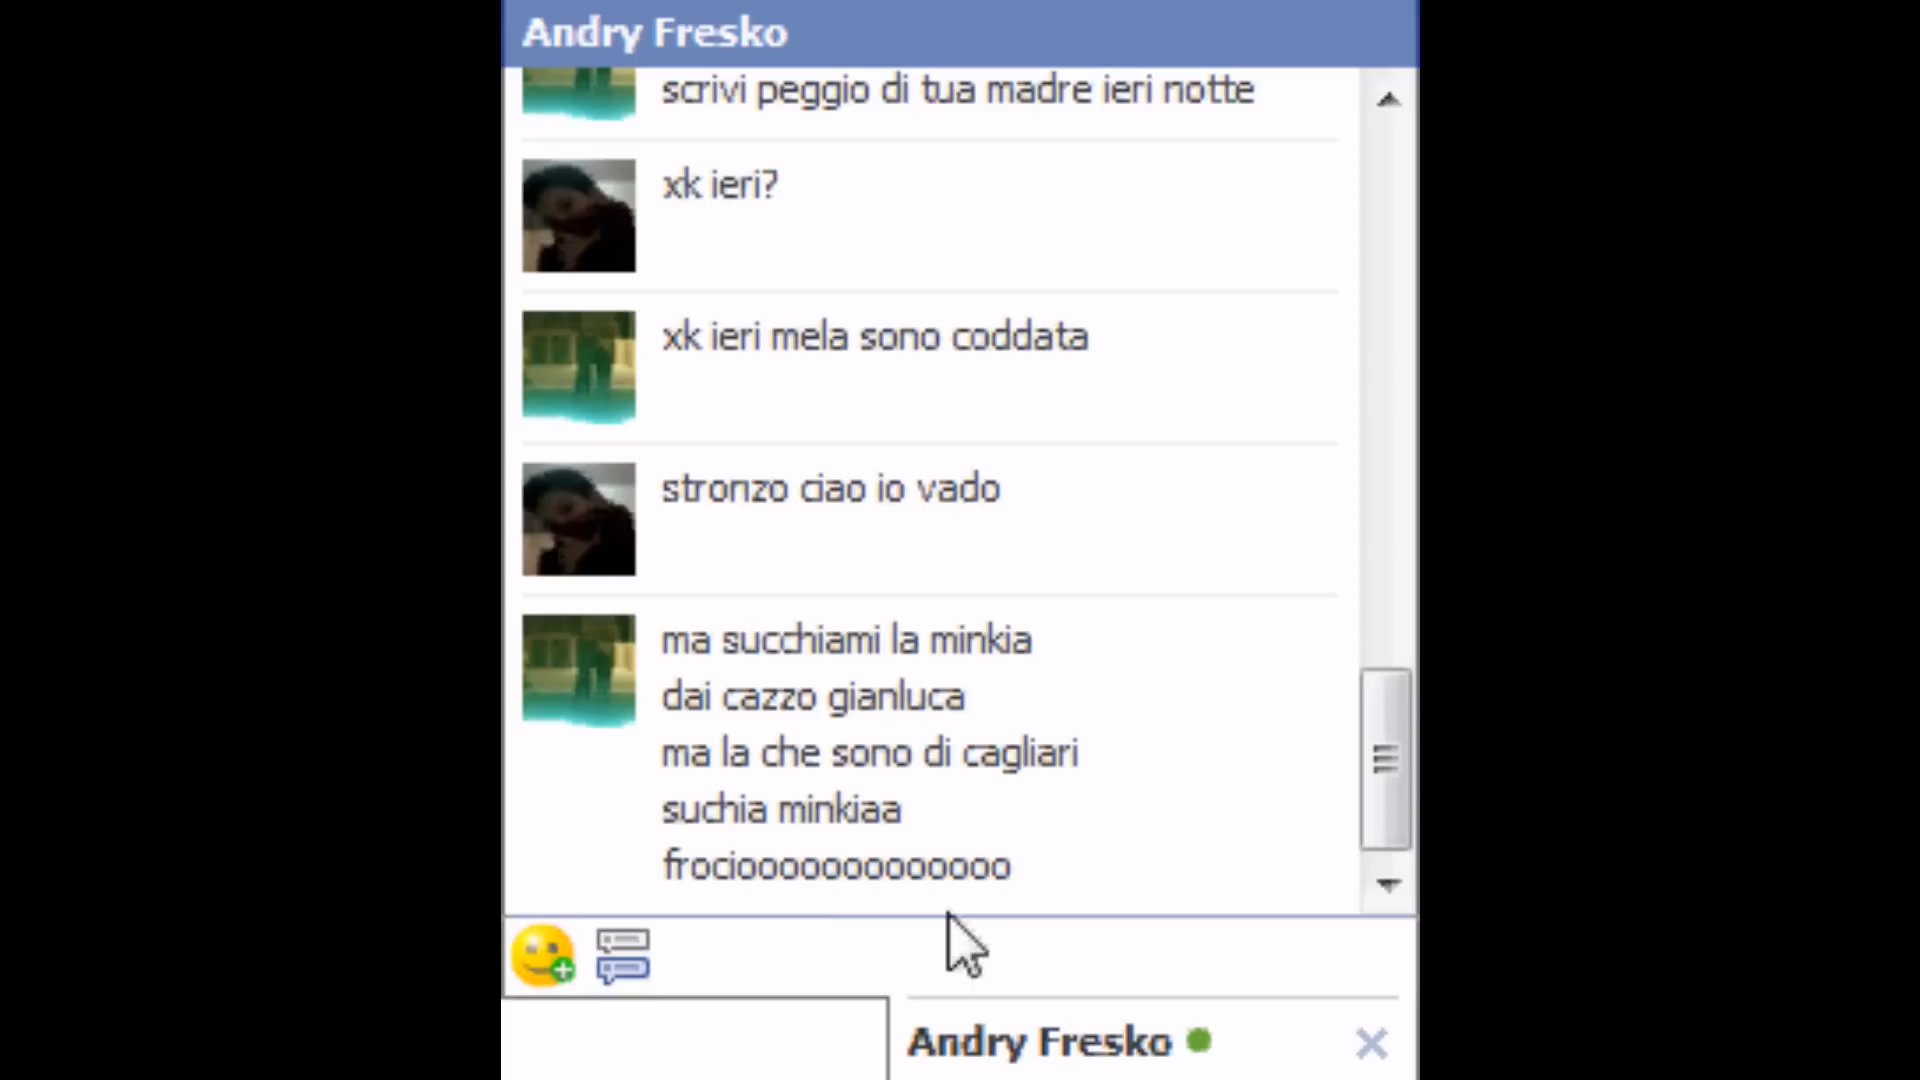 Andry Fresko
scrivi peggio di tua madre ieri notte
xk ieri?
xk ieri mela sono coddata
stronzo ciao io vado
ma succhiami la minkia
dai cazzo gianluca
ma la che sono di cagliari
suchia minkiaa
frociooooooooooooo
Andry Fresko